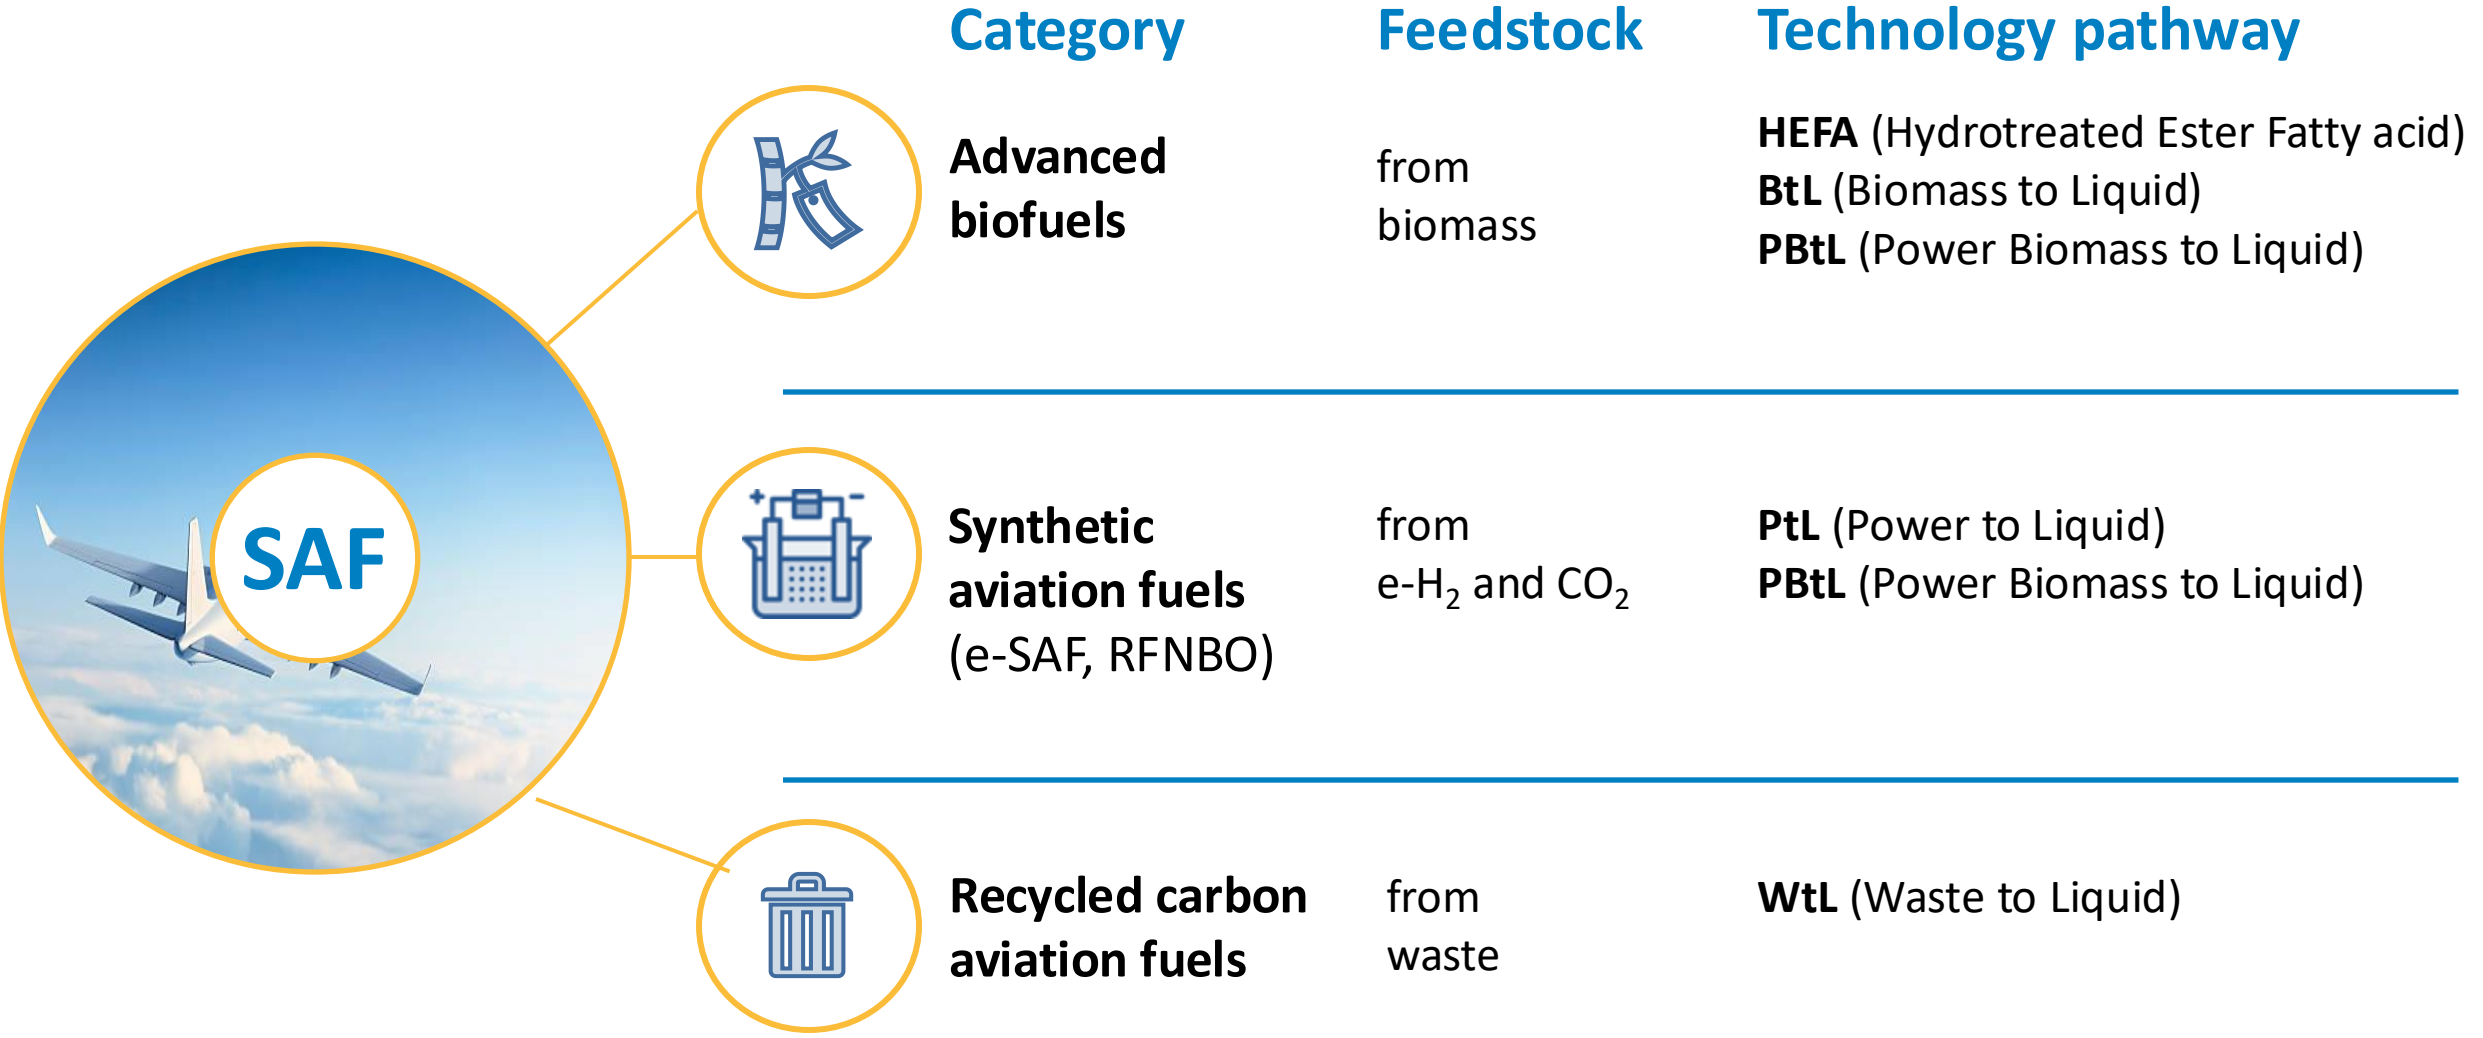 Category Feedstock Technology pathway
SAF
Advanced
biofuels
from
biomass
HEFA (Hydrotreated Ester Fatty acid)
BtL (Biomass to Liquid)
PBtL (Power Biomass to Liquid)
Synthetic
aviation fuels
(e-SAF, RFNBO)
from
e-H₂ and CO₂
PtL (Power to Liquid)
PBtL (Power Biomass to Liquid)
Recycled carbon
aviation fuels
from
waste
WtL (Waste to Liquid)